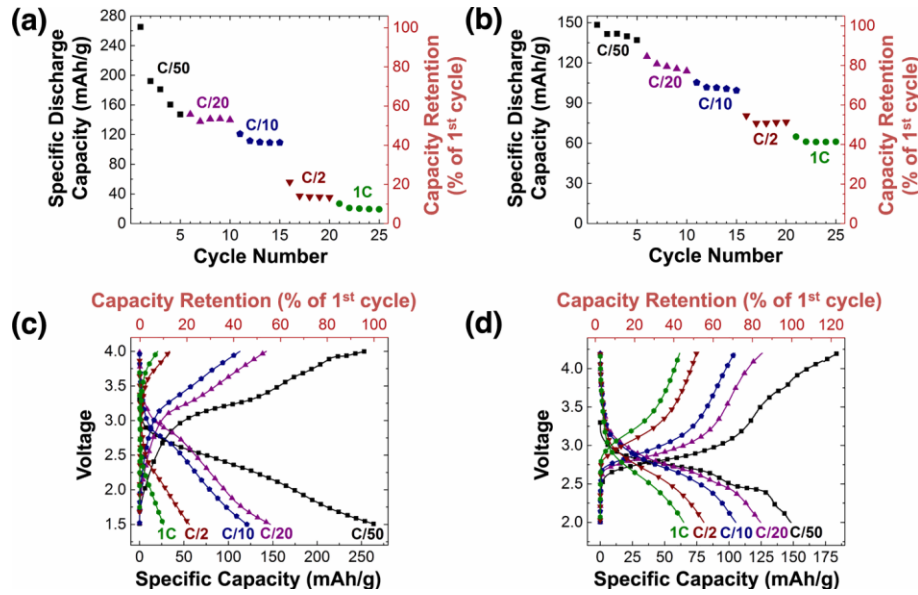 (a)
Specific Discharge
Capacity (mAh/g)
280
240
200
160
120
80
40
0
C/50
C/20
C/10
C/2
1C
100
80
60
40
20
0
Capacity Retention
(% of 1st cycle)
5
10
15
20
25
Cycle Number
(b)
Specific Discharge
Capacity (mAh/g)
150
120
90
60
30
0
C/50
C/20
C/10
C/2
1C
100
80
60
40
20
0
Capacity Retention
(% of 1st cycle)
5
10
15
20
25
Cycle Number
(c)
Capacity Retention (% of 1st cycle)
0 20 40 60 80 100
Voltage
4.0
3.5
3.0
2.5
2.0
1.5
1C C/2 C/10 C/20 C/50
0 50 100 150 200 250
Specific Capacity (mAh/g)
(d)
Capacity Retention (% of 1st cycle)
0 20 40 60 80 100 120
Voltage
4.0
3.5
3.0
2.5
2.0
1C C/2 C/10 C/20 C/50
0 25 50 75 100 125 150 175
Specific Capacity (mAh/g)